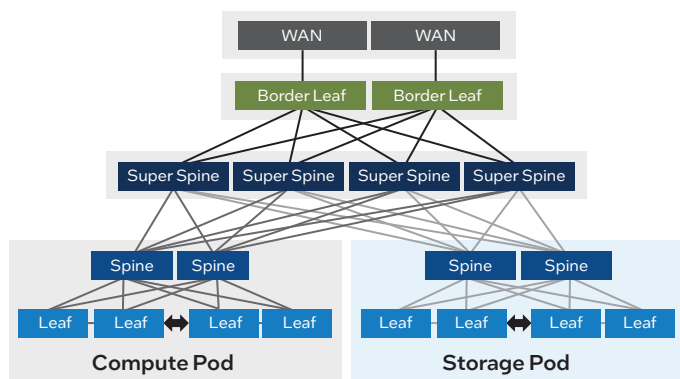 WAN WAN
Border Leaf Border Leaf
Super Spine Super Spine Super Spine Super Spine
Spine Spine Spine Spine
Leaf Leaf Leaf Leaf Leaf Leaf Leaf Leaf
Compute Pod Storage Pod